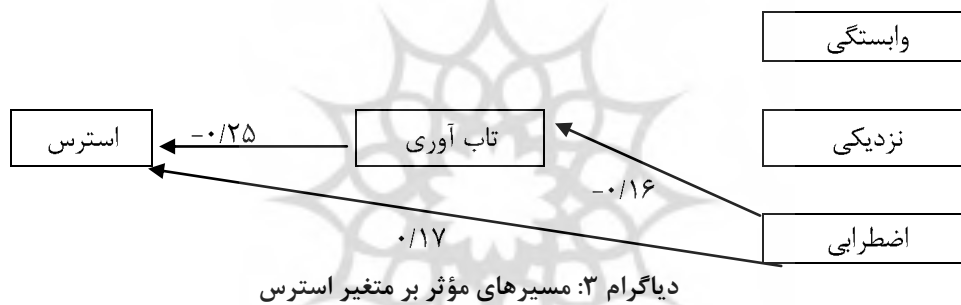 وابستگی
نزدیکی
تاب آوری
-۰/۲۵
استرس
-۰/۱۶
اضطرابی
۰/۱۷
دیاگرام ۳: مسیرهای مؤثر بر متغیر استرس